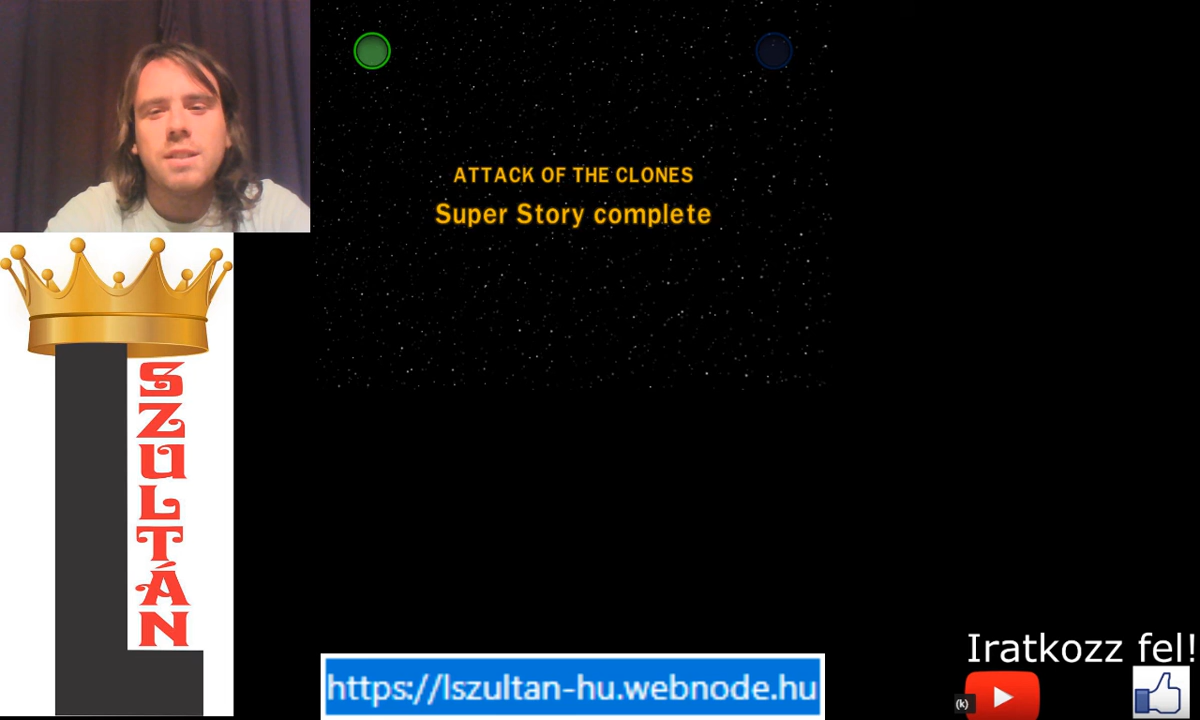 ATTACK OF THE CLONES
Super Story complete
L
SZULTÁN
https://lszultan-hu.webnode.hu
Iratkozz fel!
(k)